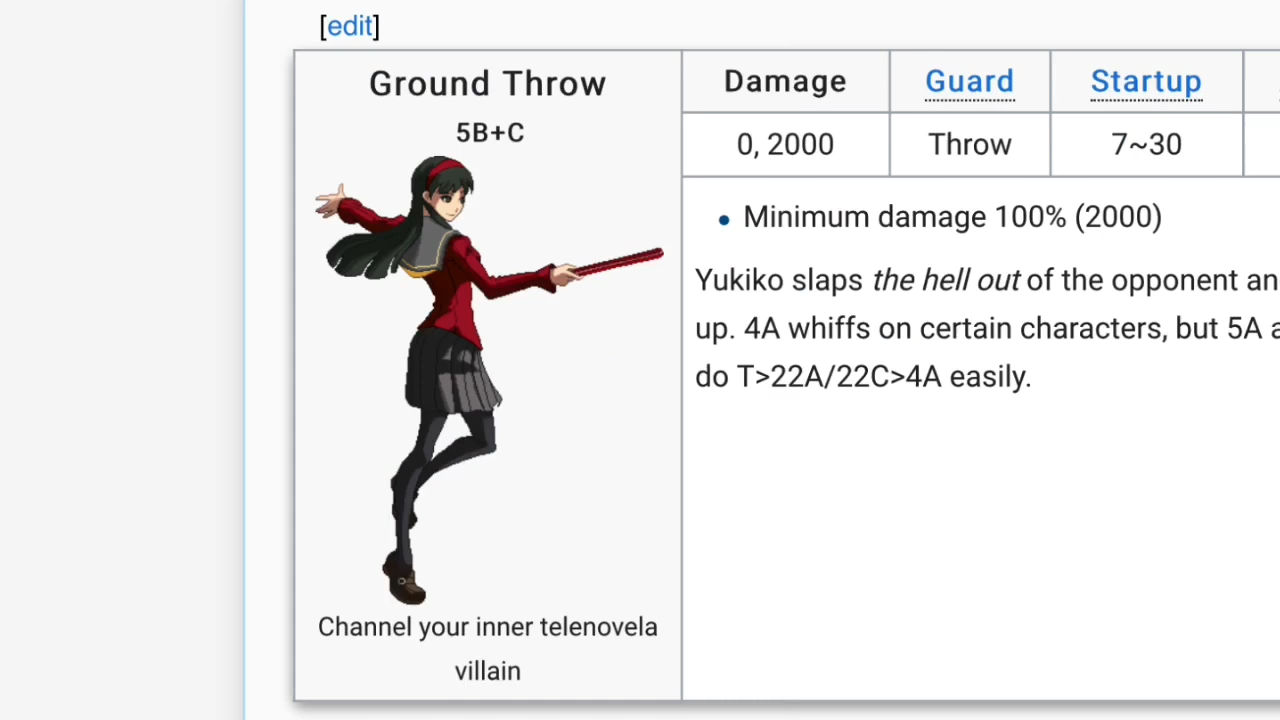 [edit]
Ground Throw
5B+C
Channel your inner telenovela
villain
Damage Guard Startup
0, 2000 Throw 7~30
Minimum damage 100% (2000)
Yukiko slaps the hell out of the opponent an
up. 4A whiffs on certain characters, but 5A a
do T>22A/22C>4A easily.